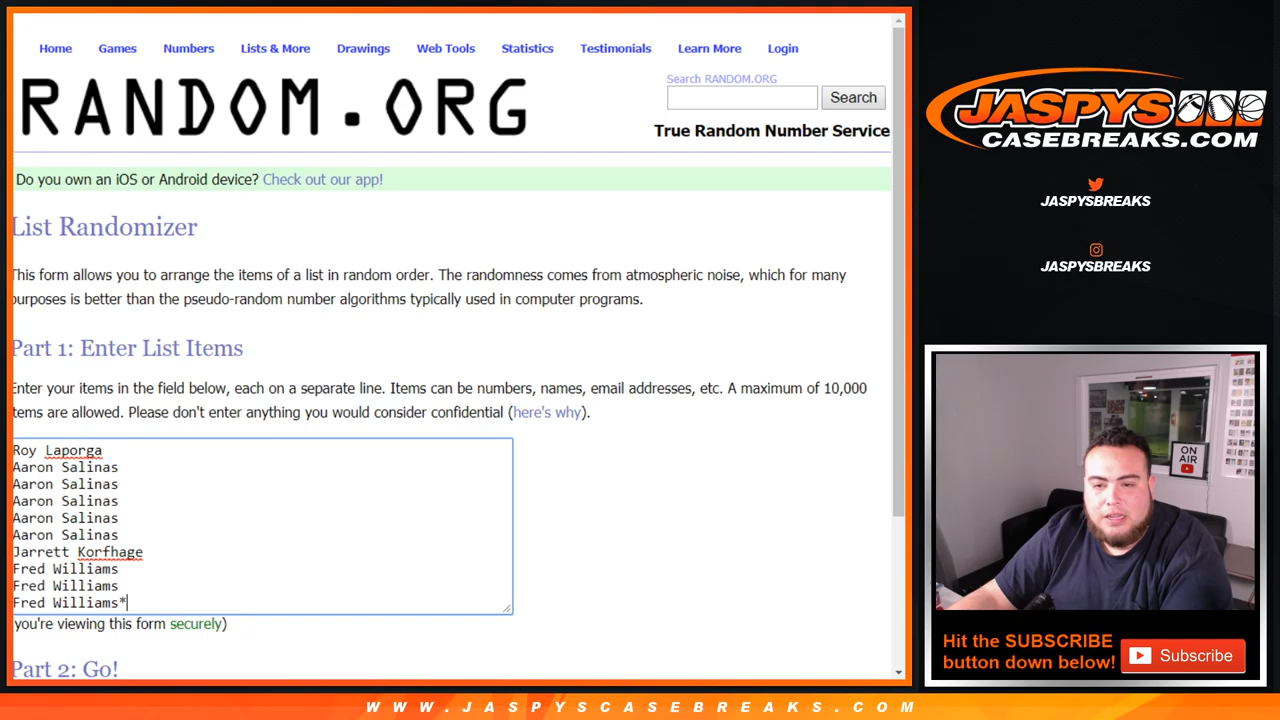 Home Games Numbers Lists & More Drawings Web Tools Statistics Testimonials Learn More Login
RANDOM.ORG
Search RANDOM.ORG
Search
True Random Number Service
Do you own an iOS or Android device? Check out our app!
List Randomizer
This form allows you to arrange the items of a list in random order. The randomness comes from atmospheric noise, which for many
purposes is better than the pseudo-random number algorithms typically used in computer programs.
Part 1: Enter List Items
Enter your items in the field below, each on a separate line. Items can be numbers, names, email addresses, etc. A maximum of 10,000
items are allowed. Please don't enter anything you would consider confidential (here's why).
Roy Laporga
Aaron Salinas
Aaron Salinas
Aaron Salinas
Aaron Salinas
Aaron Salinas
Jarrett Korfhage
Fred Williams
Fred Williams
Fred Williams*
you're viewing this form securely)
Part 2: Go!
JASPYS
CASEBREAKS.COM
JASPYSBREAKS
JASPYSBREAKS
ON
AIR
Hit the SUBSCRIBE
button down below!
Subscribe
WWW.JASPYSCASEBREAKS.COM